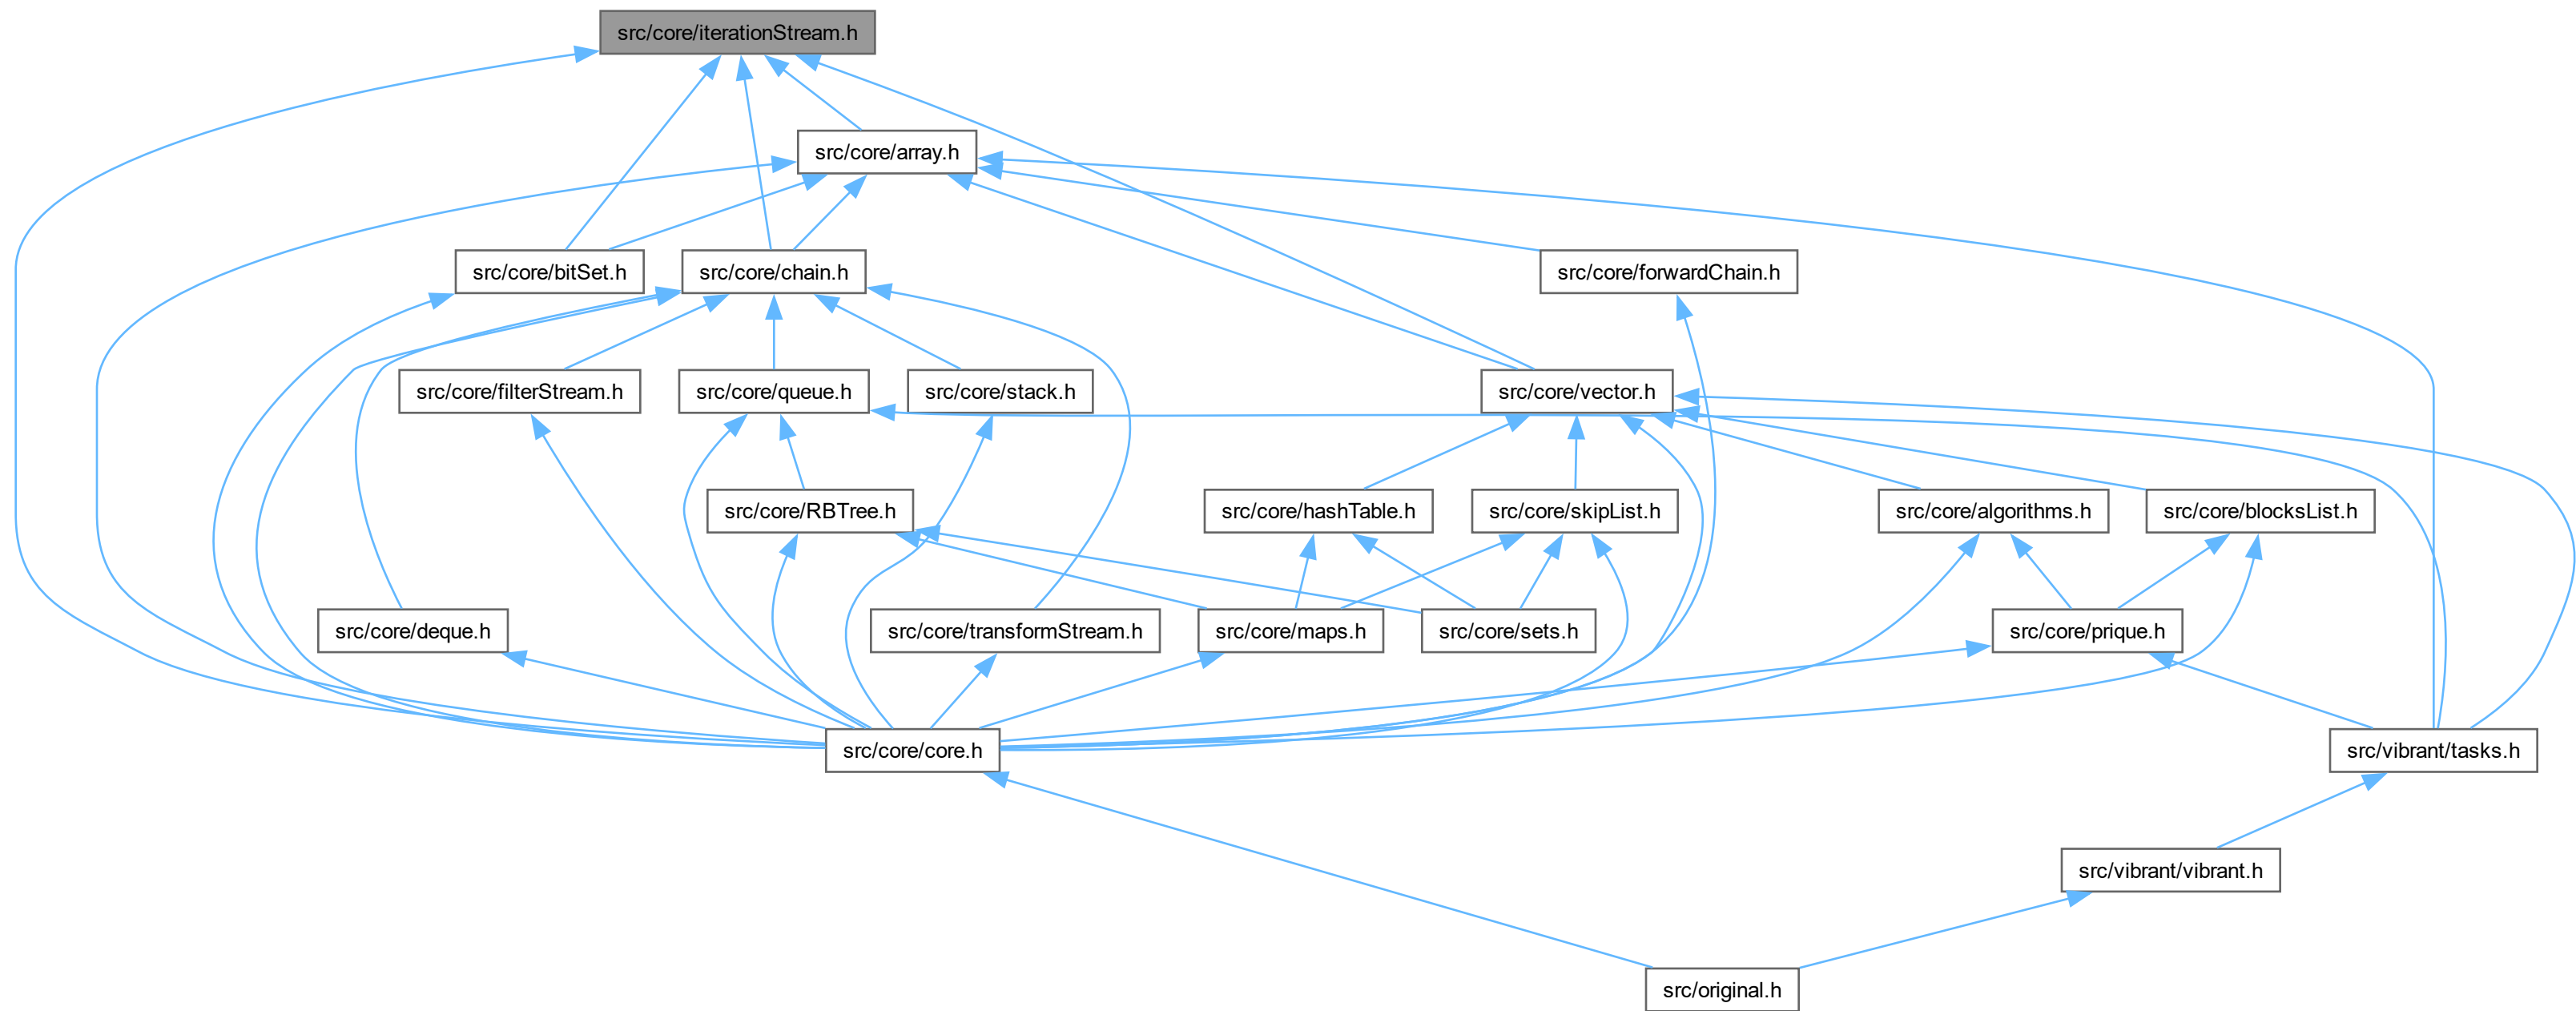 src/core/iterationStream.h
src/core/array.h
src/core/bitSet.h
src/core/chain.h
src/core/forwardChain.h
src/core/filterStream.h
src/core/queue.h
src/core/stack.h
src/core/vector.h
src/core/RBTree.h
src/core/hashTable.h
src/core/skipList.h
src/core/algorithms.h
src/core/blocksList.h
src/core/deque.h
src/core/transformStream.h
src/core/maps.h
src/core/sets.h
src/core/prique.h
src/core/core.h
src/vibrant/tasks.h
src/vibrant/vibrant.h
src/original.h